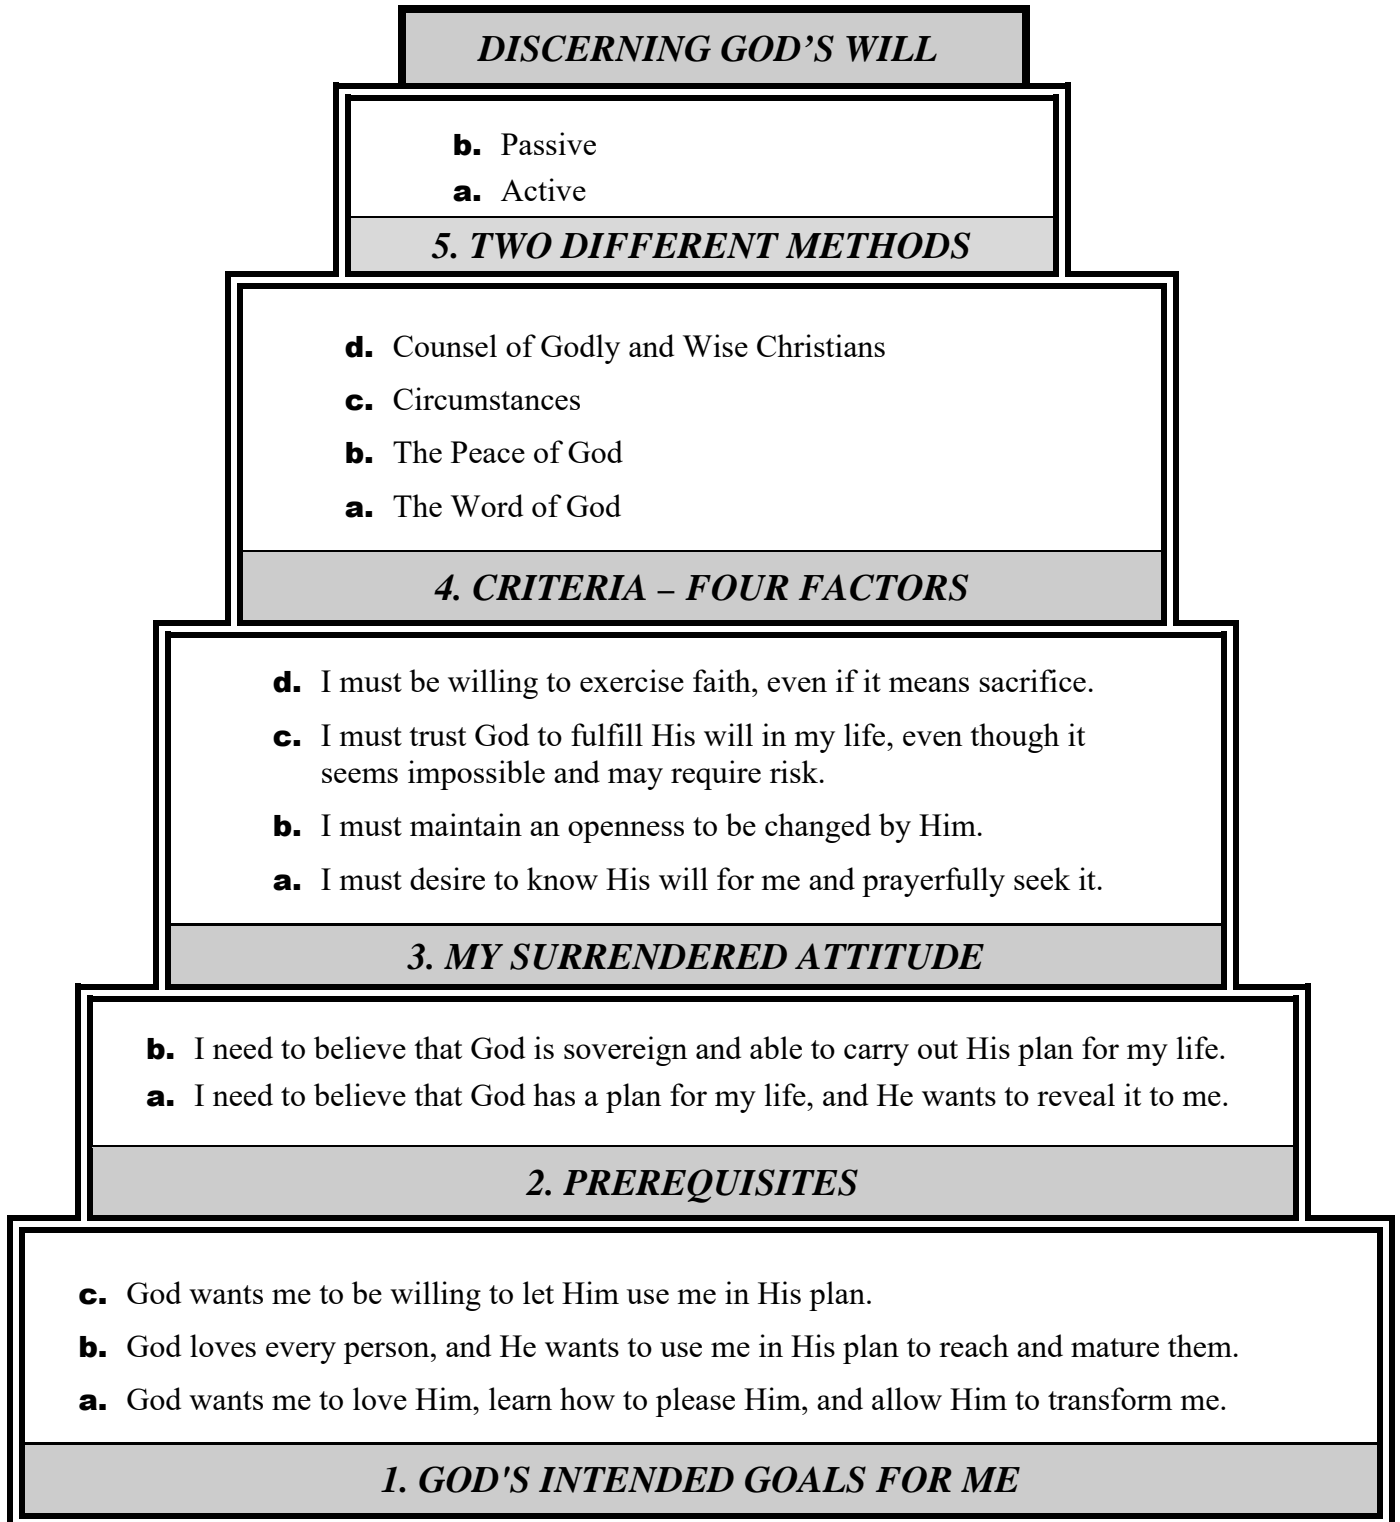 DISCERNING GOD’S WILL
b. Passive
a. Active
5. TWO DIFFERENT METHODS
d. Counsel of Godly and Wise Christians
c. Circumstances
b. The Peace of God
a. The Word of God
4. CRITERIA – FOUR FACTORS
d. I must be willing to exercise faith, even if it means sacrifice.
c. I must trust God to fulfill His will in my life, even though it
seems impossible and may require risk.
b. I must maintain an openness to be changed by Him.
a. I must desire to know His will for me and prayerfully seek it.
3. MY SURRENDERED ATTITUDE
b. I need to believe that God is sovereign and able to carry out His plan for my life.
a. I need to believe that God has a plan for my life, and He wants to reveal it to me.
2. PREREQUISITES
c. God wants me to be willing to let Him use me in His plan.
b. God loves every person, and He wants to use me in His plan to reach and mature them.
a. God wants me to love Him, learn how to please Him, and allow Him to transform me.
1. GOD'S INTENDED GOALS FOR ME